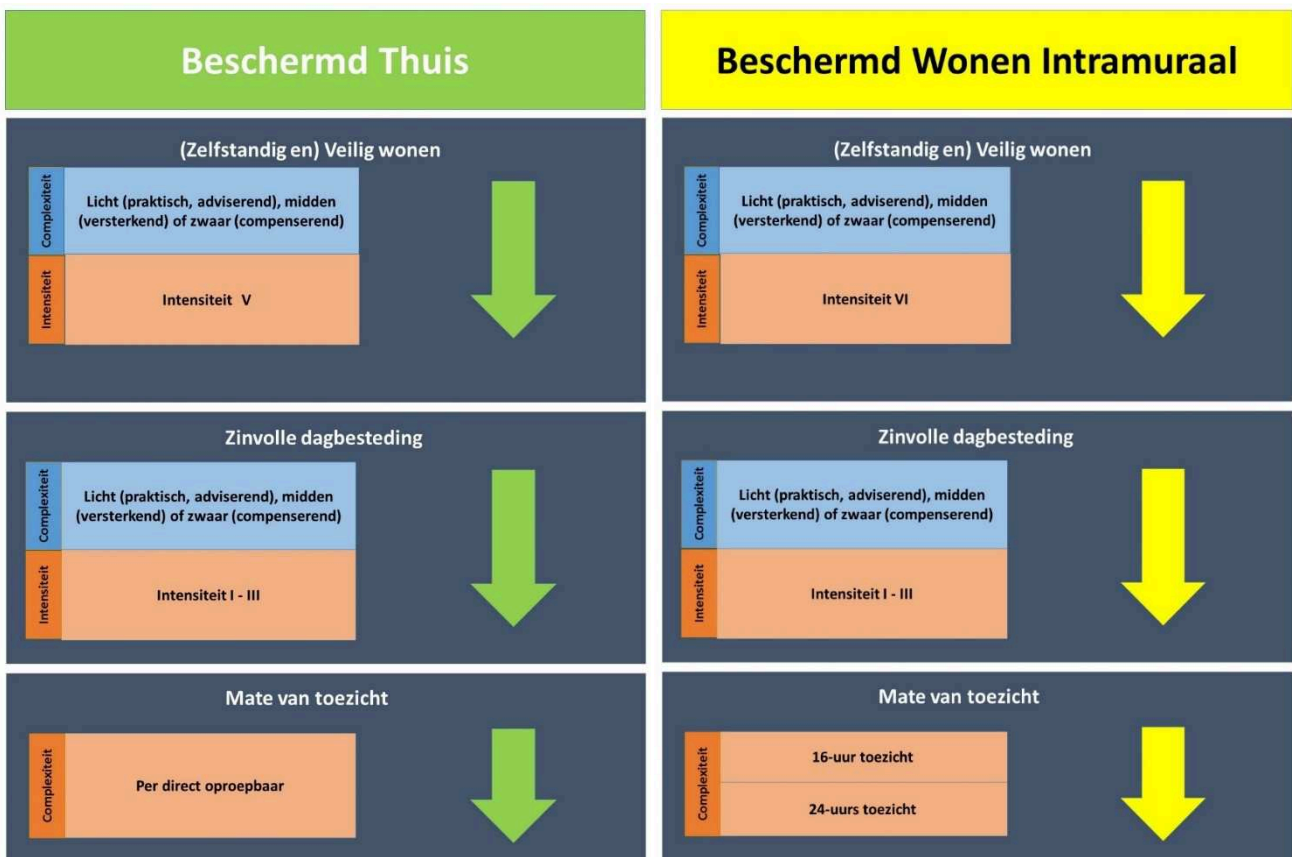 Beschermd Thuis
(Zelfstandig en) Veilig wonen
Complexiteit
Licht (praktisch, adviserend), midden
(versterkend) of zwaar (compenserend)
Intensiteit
Intensiteit V
Zinvolle dagbesteding
Complexiteit
Licht (praktisch, adviserend), midden
(versterkend) of zwaar (compenserend)
Intensiteit
Intensiteit I - III
Mate van toezicht
Complexiteit
Per direct oproepbaar
Beschermd Wonen Intramuraal
(Zelfstandig en) Veilig wonen
Complexiteit
Licht (praktisch, adviserend), midden
(versterkend) of zwaar (compenserend)
Intensiteit
Intensiteit VI
Zinvolle dagbesteding
Complexiteit
Licht (praktisch, adviserend), midden
(versterkend) of zwaar (compenserend)
Intensiteit
Intensiteit I - III
Mate van toezicht
Complexiteit
16-uur toezicht
24-uurs toezicht